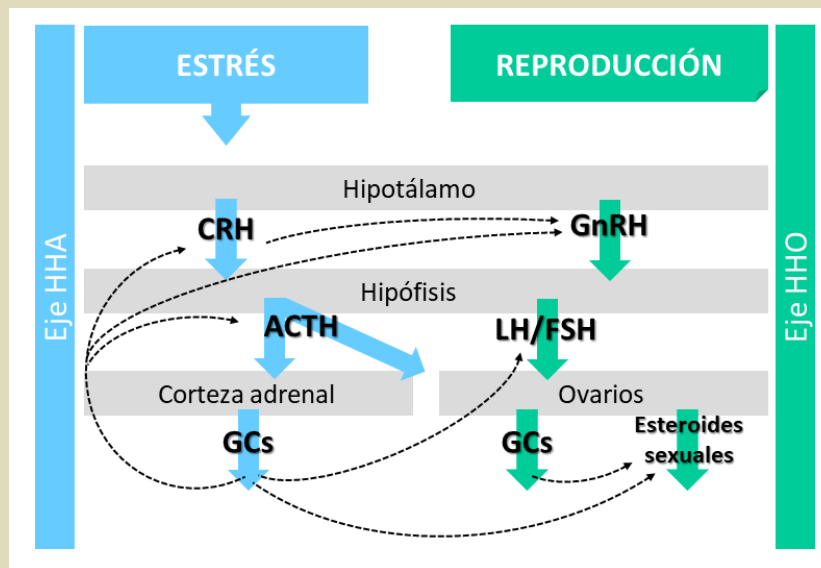 ESTRÉS
REPRODUCCIÓN
Eje HHA
Eje HHO
Hipotálamo
CRH
GnRH
Hipófisis
ACTH
LH/FSH
Corteza adrenal
Ovarios
GCs
GCs
Esteroides
sexuales